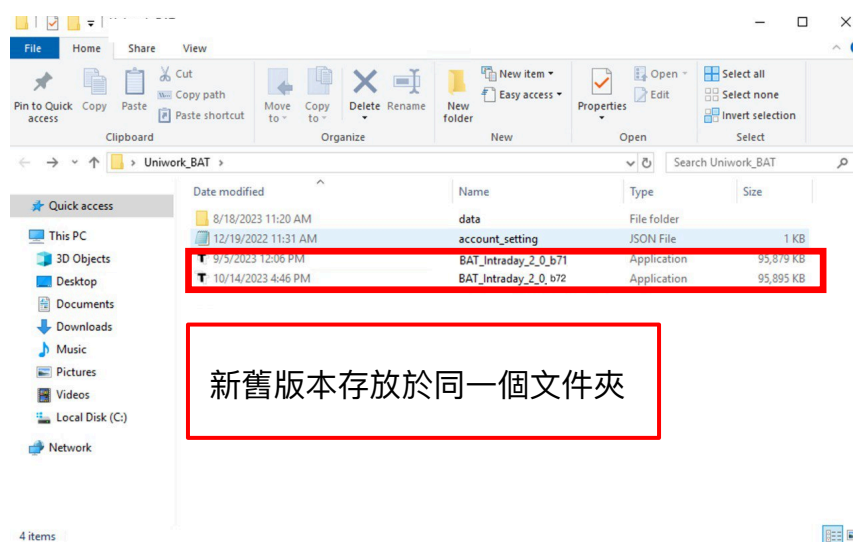 File Home Share View
Pin to Quick access
Copy
Paste
Cut
Copy path
Paste shortcut
Clipboard
Move to
Copy to
Delete
Rename
Organize
New folder
New item
Easy access
New
Properties
Open
Edit
Open
Select all
Select none
Invert selection
Select
Uniwork_BAT
Search Uniwork_BAT
Quick access
This PC
3D Objects
Desktop
Documents
Downloads
Music
Pictures
Videos
Local Disk (C:)
Network
Date modified Name Type Size
8/18/2023 11:20 AM data File folder
12/19/2022 11:31 AM account_setting JSON File 1 KB
9/5/2023 12:06 PM BAT_Intraday_2_0_b71 Application 95,879 KB
10/14/2023 4:46 PM BAT_Intraday_2_0_b72 Application 95,895 KB
新舊版本存放於同一個文件夾
4 items